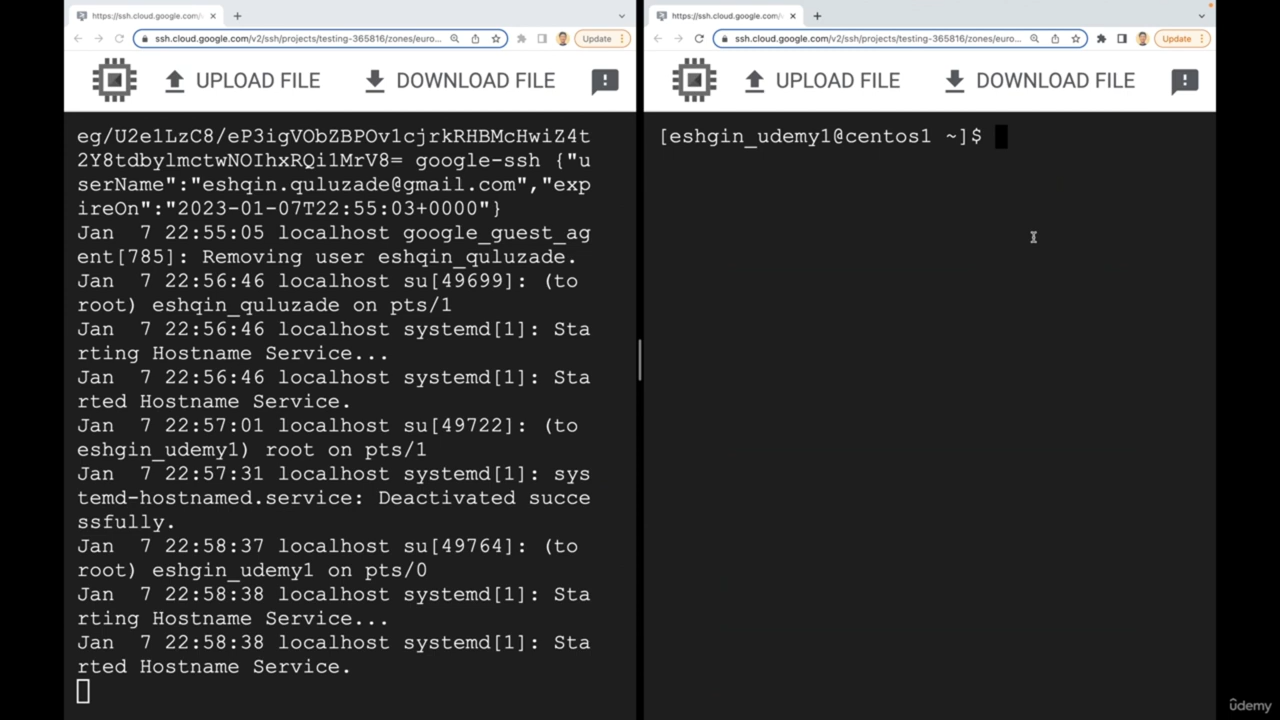 https://ssh.cloud.google.com/
ssh.cloud.google.com/v2/ssh/projects/testing-365816/zones/euro...
Update
UPLOAD FILE
DOWNLOAD FILE
eg/U2e1LzC8/eP3igVObZBPOv1cjrkRHBMcHwiZ4t
2Y8tdbylmctwNOIhxRQi1MrV8= google-ssh {"u
serName":"eshqin.quluzade@gmail.com","exp
ireOn":"2023-01-07T22:55:03+0000"}
Jan  7 22:55:05 localhost google_guest_ag
ent[785]: Removing user eshqin_quluzade.
Jan  7 22:56:46 localhost su[49699]: (to
root) eshqin_quluzade on pts/1
Jan  7 22:56:46 localhost systemd[1]: Sta
rting Hostname Service...
Jan  7 22:56:46 localhost systemd[1]: Sta
rted Hostname Service.
Jan  7 22:57:01 localhost su[49722]: (to
eshgin_udemy1) root on pts/1
Jan  7 22:57:31 localhost systemd[1]: sys
temd-hostnamed.service: Deactivated succe
ssfully.
Jan  7 22:58:37 localhost su[49764]: (to
root) eshgin_udemy1 on pts/0
Jan  7 22:58:38 localhost systemd[1]: Sta
rting Hostname Service...
Jan  7 22:58:38 localhost systemd[1]: Sta
rted Hostname Service.
https://ssh.cloud.google.com/
ssh.cloud.google.com/v2/ssh/projects/testing-365816/zones/euro...
Update
UPLOAD FILE
DOWNLOAD FILE
[eshgin_udemy1@centos1 ~]$
ûdemy